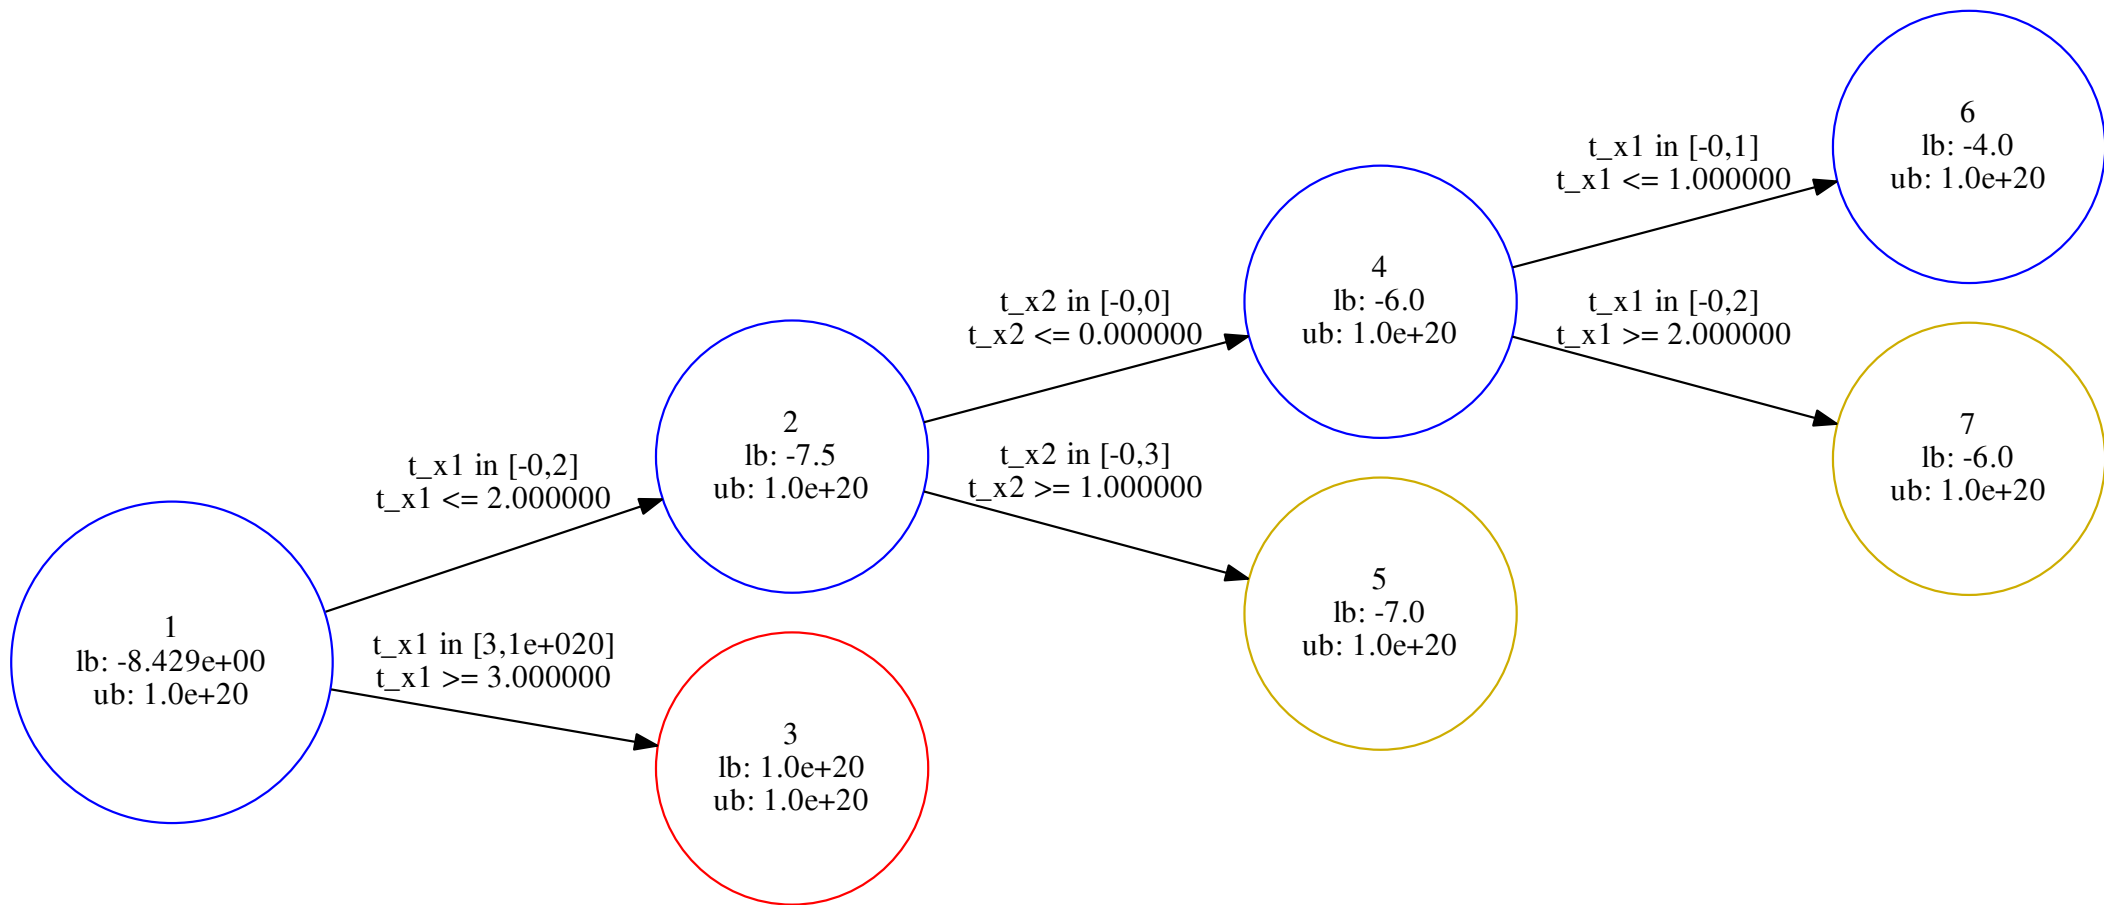 1
lb: -8.429e+00
ub: 1.0e+20
t_x1 in [-0,2]
t_x1 <= 2.000000
t_x1 in [3,1e+020]
t_x1 >= 3.000000
2
lb: -7.5
ub: 1.0e+20
3
lb: 1.0e+20
ub: 1.0e+20
t_x2 in [-0,0]
t_x2 <= 0.000000
t_x2 in [-0,3]
t_x2 >= 1.000000
4
lb: -6.0
ub: 1.0e+20
5
lb: -7.0
ub: 1.0e+20
t_x1 in [-0,1]
t_x1 <= 1.000000
t_x1 in [-0,2]
t_x1 >= 2.000000
6
lb: -4.0
ub: 1.0e+20
7
lb: -6.0
ub: 1.0e+20